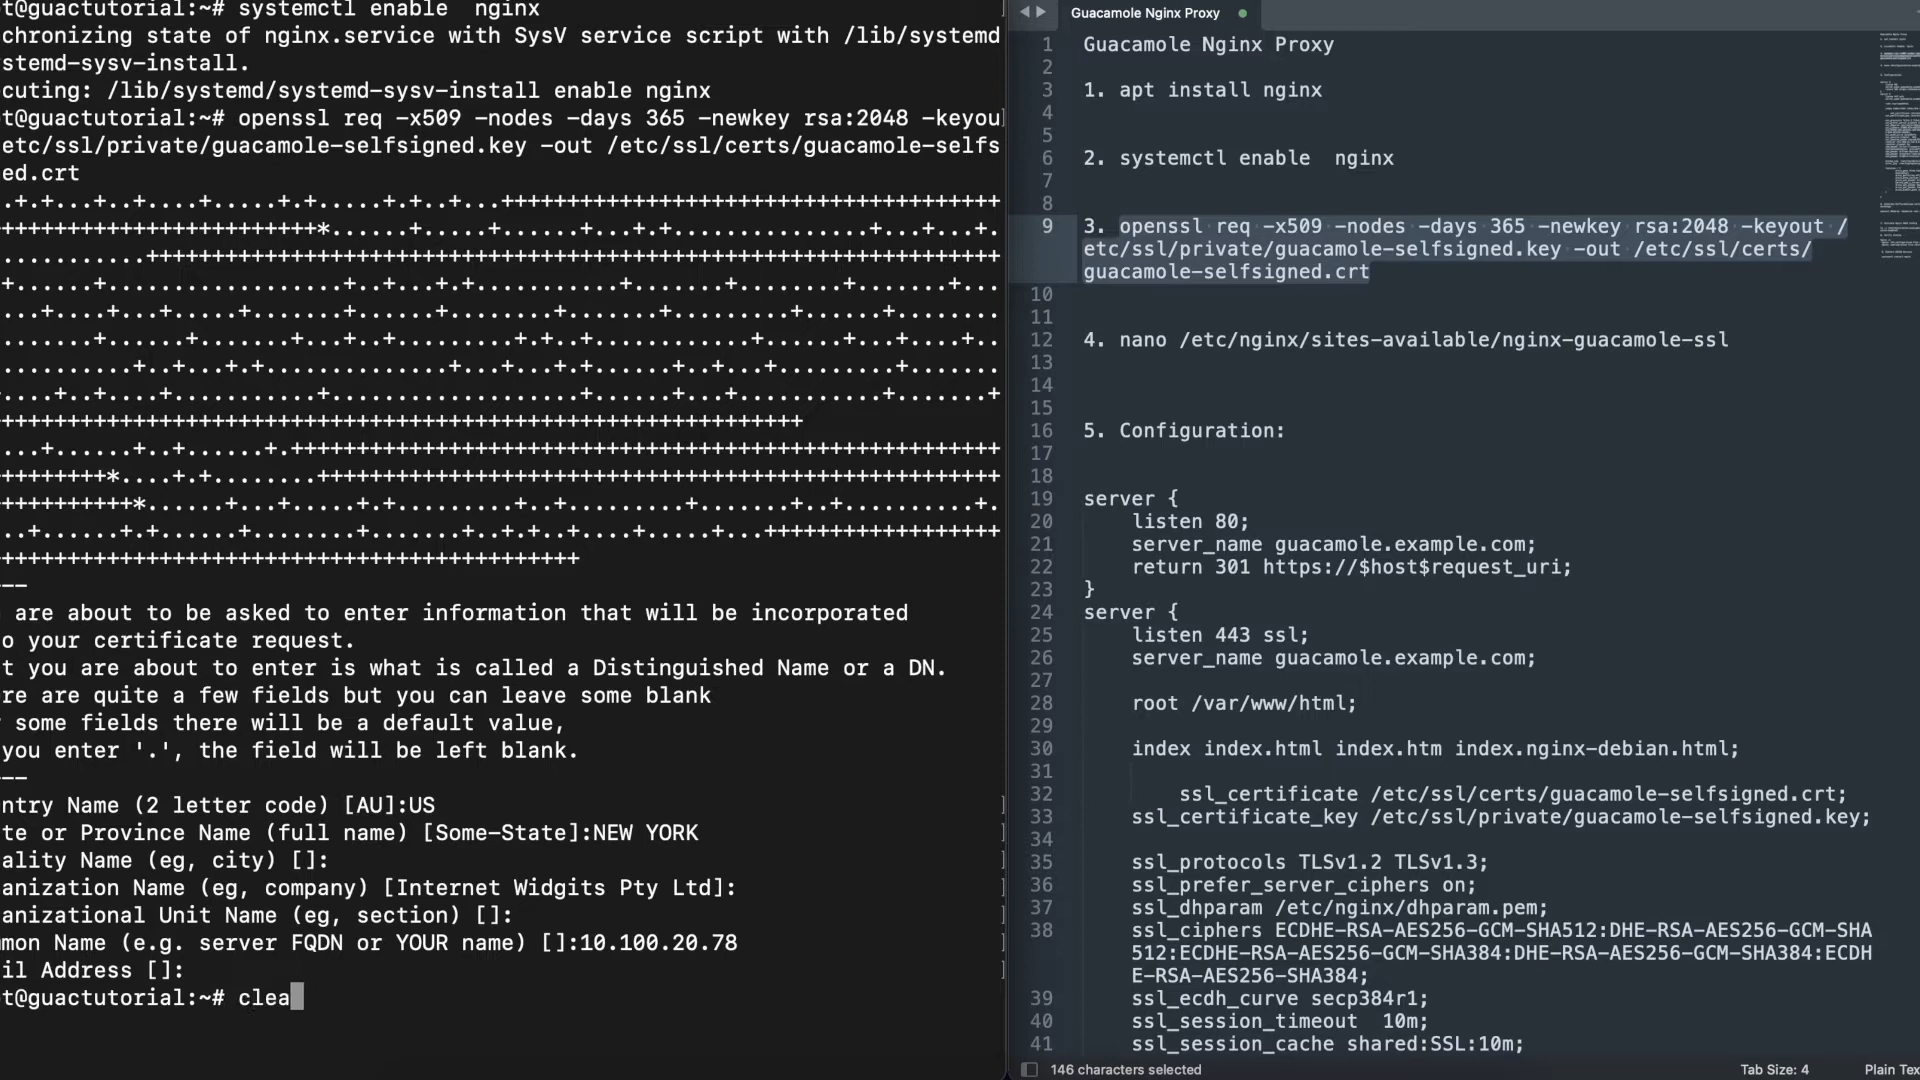 t@guactutorial:~# systemctl enable  nginx
chronizing state of nginx.service with SysV service script with /lib/systemd
stemd-sysv-install.
cuting: /lib/systemd/systemd-sysv-install enable nginx
t@guactutorial:~# openssl req -x509 -nodes -days 365 -newkey rsa:2048 -keyou
etc/ssl/private/guacamole-selfsigned.key -out /etc/ssl/certs/guacamole-selfs
ed.crt
---
are about to be asked to enter information that will be incorporated
o your certificate request.
t you are about to enter is what is called a Distinguished Name or a DN.
re are quite a few fields but you can leave some blank
some fields there will be a default value,
you enter '.', the field will be left blank.
---
ntry Name (2 letter code) [AU]:US
te or Province Name (full name) [Some-State]:NEW YORK
ality Name (eg, city) []:
anization Name (eg, company) [Internet Widgits Pty Ltd]:
anizational Unit Name (eg, section) []:
mon Name (e.g. server FQDN or YOUR name) []:10.100.20.78
il Address []:
t@guactutorial:~# clea
Guacamole Nginx Proxy
1 Guacamole Nginx Proxy
2
3 1. apt install nginx
4
5
6 2. systemctl enable  nginx
7
8
9 3. openssl req -x509 -nodes -days 365 -newkey rsa:2048 -keyout /
etc/ssl/private/guacamole-selfsigned.key -out /etc/ssl/certs/
guacamole-selfsigned.crt
10
11
12 4. nano /etc/nginx/sites-available/nginx-guacamole-ssl
13
14
15
16 5. Configuration:
17
18
19 server {
20     listen 80;
21     server_name guacamole.example.com;
22     return 301 https://$host$request_uri;
23 }
24 server {
25     listen 443 ssl;
26     server_name guacamole.example.com;
27
28     root /var/www/html;
29
30     index index.html index.htm index.nginx-debian.html;
31
32         ssl_certificate /etc/ssl/certs/guacamole-selfsigned.crt;
33     ssl_certificate_key /etc/ssl/private/guacamole-selfsigned.key;
34
35     ssl_protocols TLSv1.2 TLSv1.3;
36     ssl_prefer_server_ciphers on;
37     ssl_dhparam /etc/nginx/dhparam.pem;
38     ssl_ciphers ECDHE-RSA-AES256-GCM-SHA512:DHE-RSA-AES256-GCM-SHA
512:ECDHE-RSA-AES256-GCM-SHA384:DHE-RSA-AES256-GCM-SHA384:ECDH
E-RSA-AES256-SHA384;
39     ssl_ecdh_curve secp384r1;
40     ssl_session_timeout  10m;
41     ssl_session_cache shared:SSL:10m;
146 characters selected
Tab Size: 4
Plain Tex